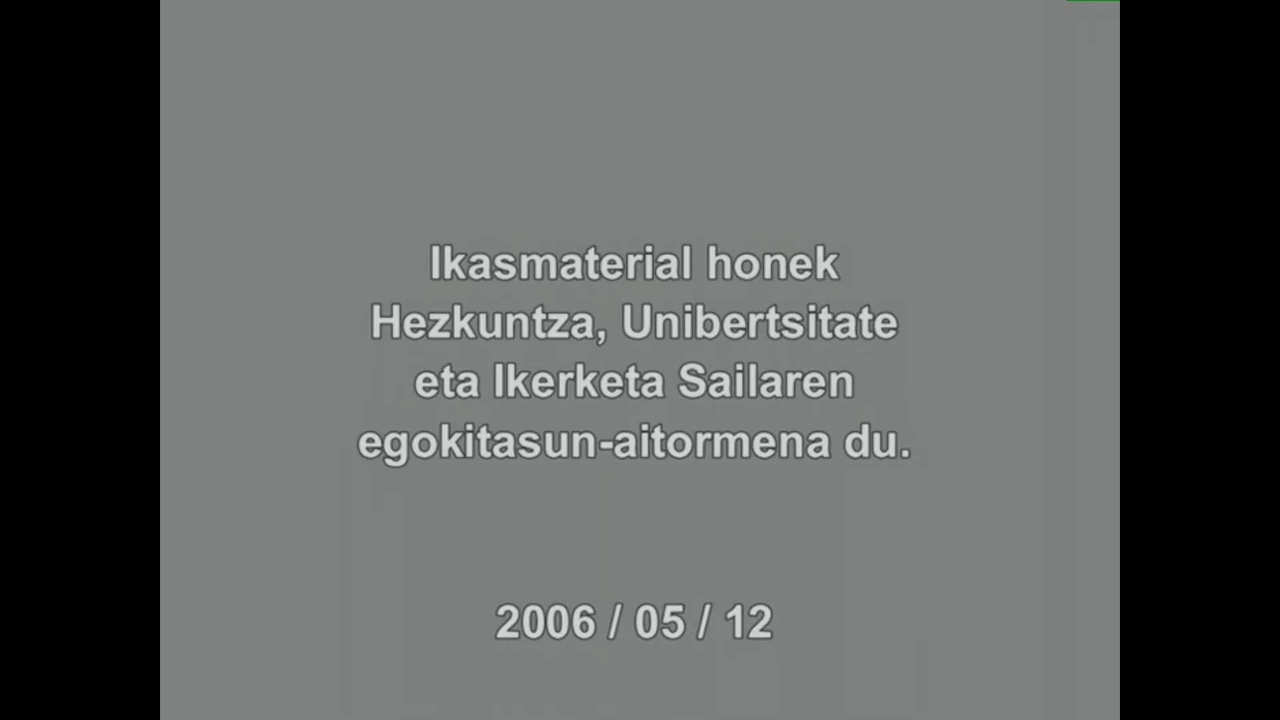 Ikasmaterial honek
Hezkuntza, Unibertsitate
eta Ikerketa Sailaren
egokitasun-aitormena du.
2006 / 05 / 12